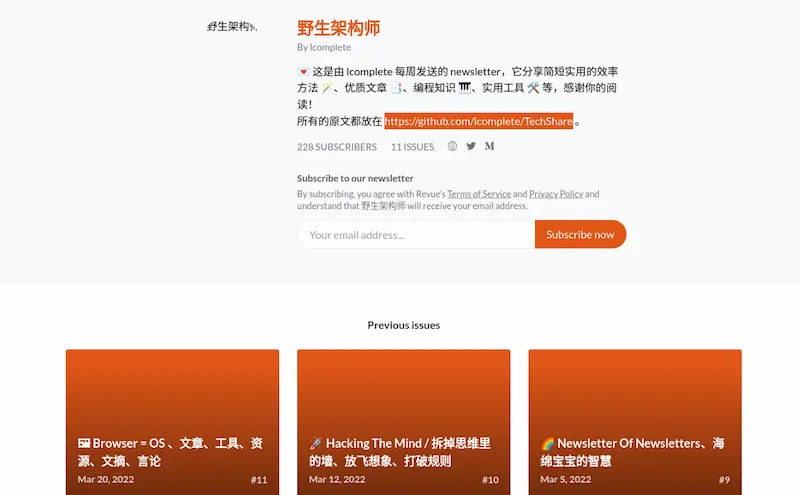 野生架构师
野生架构师
By lcomplete
💌 这是由 lcomplete 每周发送的 newsletter，它分享简短实用的效率
方法 🪄、优质文章 📑、编程知识 🎹、实用工具 🛠️ 等，感谢你的阅
读！
所有的原文都放在 https://github.com/lcomplete/TechShare 。
228 SUBSCRIBERS 11 ISSUES
Subscribe to our newsletter
By subscribing, you agree with Revue's Terms of Service and Privacy Policy and
understand that 野生架构师 will receive your email address.
Your email address...
Subscribe now
Previous issues
🖼 Browser = OS 、文章、工具、资
源、文摘、言论
Mar 20, 2022 #11
🚀 Hacking The Mind / 拆掉思维里
的墙、放飞想象、打破规则
Mar 12, 2022 #10
🌈 Newsletter Of Newsletters、海
绵宝宝的智慧
Mar 5, 2022 #9